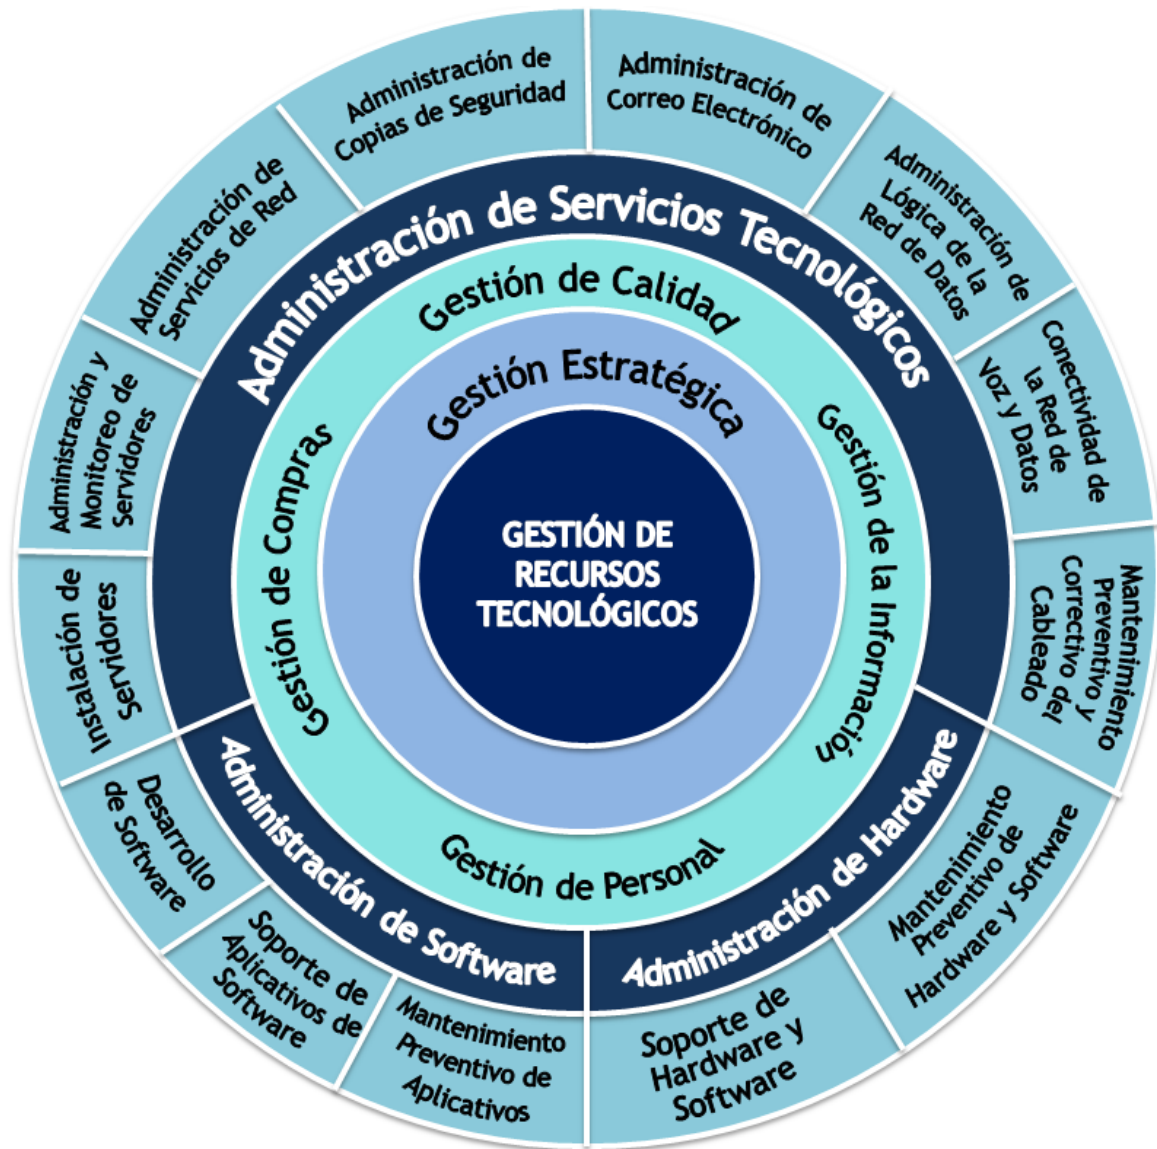 GESTIÓN DE
RECURSOS
TECNOLÓGICOS
Gestión Estratégica
Gestión de Calidad
Gestión de la Información
Gestión de Personal
Gestión de Compras
Administración de Servicios Tecnológicos
Administración de Hardware
Administración de Software
Administración de
Correo Electrónico
Administración de
Lógica de la
Red de Datos
Conectividad de
la Red de
Voz y Datos
Mantenimiento
Preventivo y
Correctivo del
Cableado
Mantenimiento
Preventivo de
Hardware y Software
Soporte de
Hardware y
Software
Mantenimiento
Preventivo de
Aplicativos
Soporte de
Aplicativos de
Software
Desarrollo
de Software
Instalación de
Servidores
Administración y
Monitoreo de
Servidores
Administración de
Servicios de Red
Administración de
Copias de Seguridad